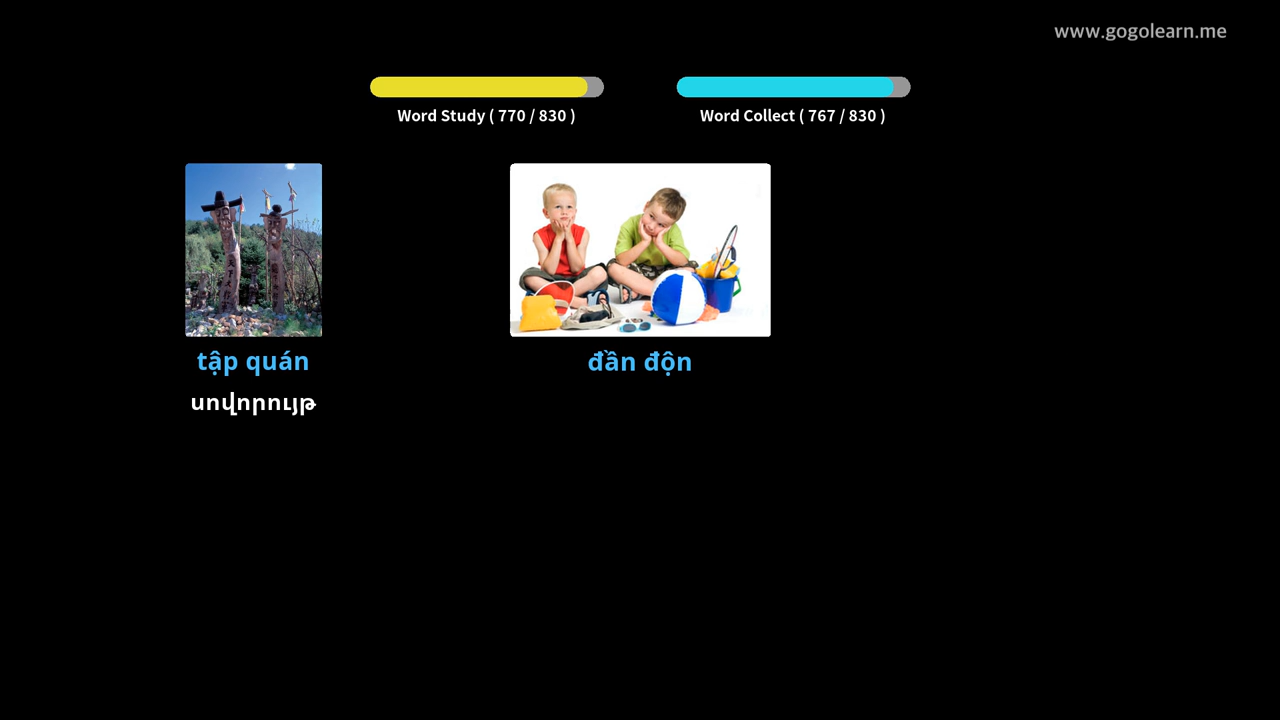 www.gogolearn.me
Word Study ( 770 / 830 )
Word Collect ( 767 / 830 )
tập quán
đần độn
սովորույթ